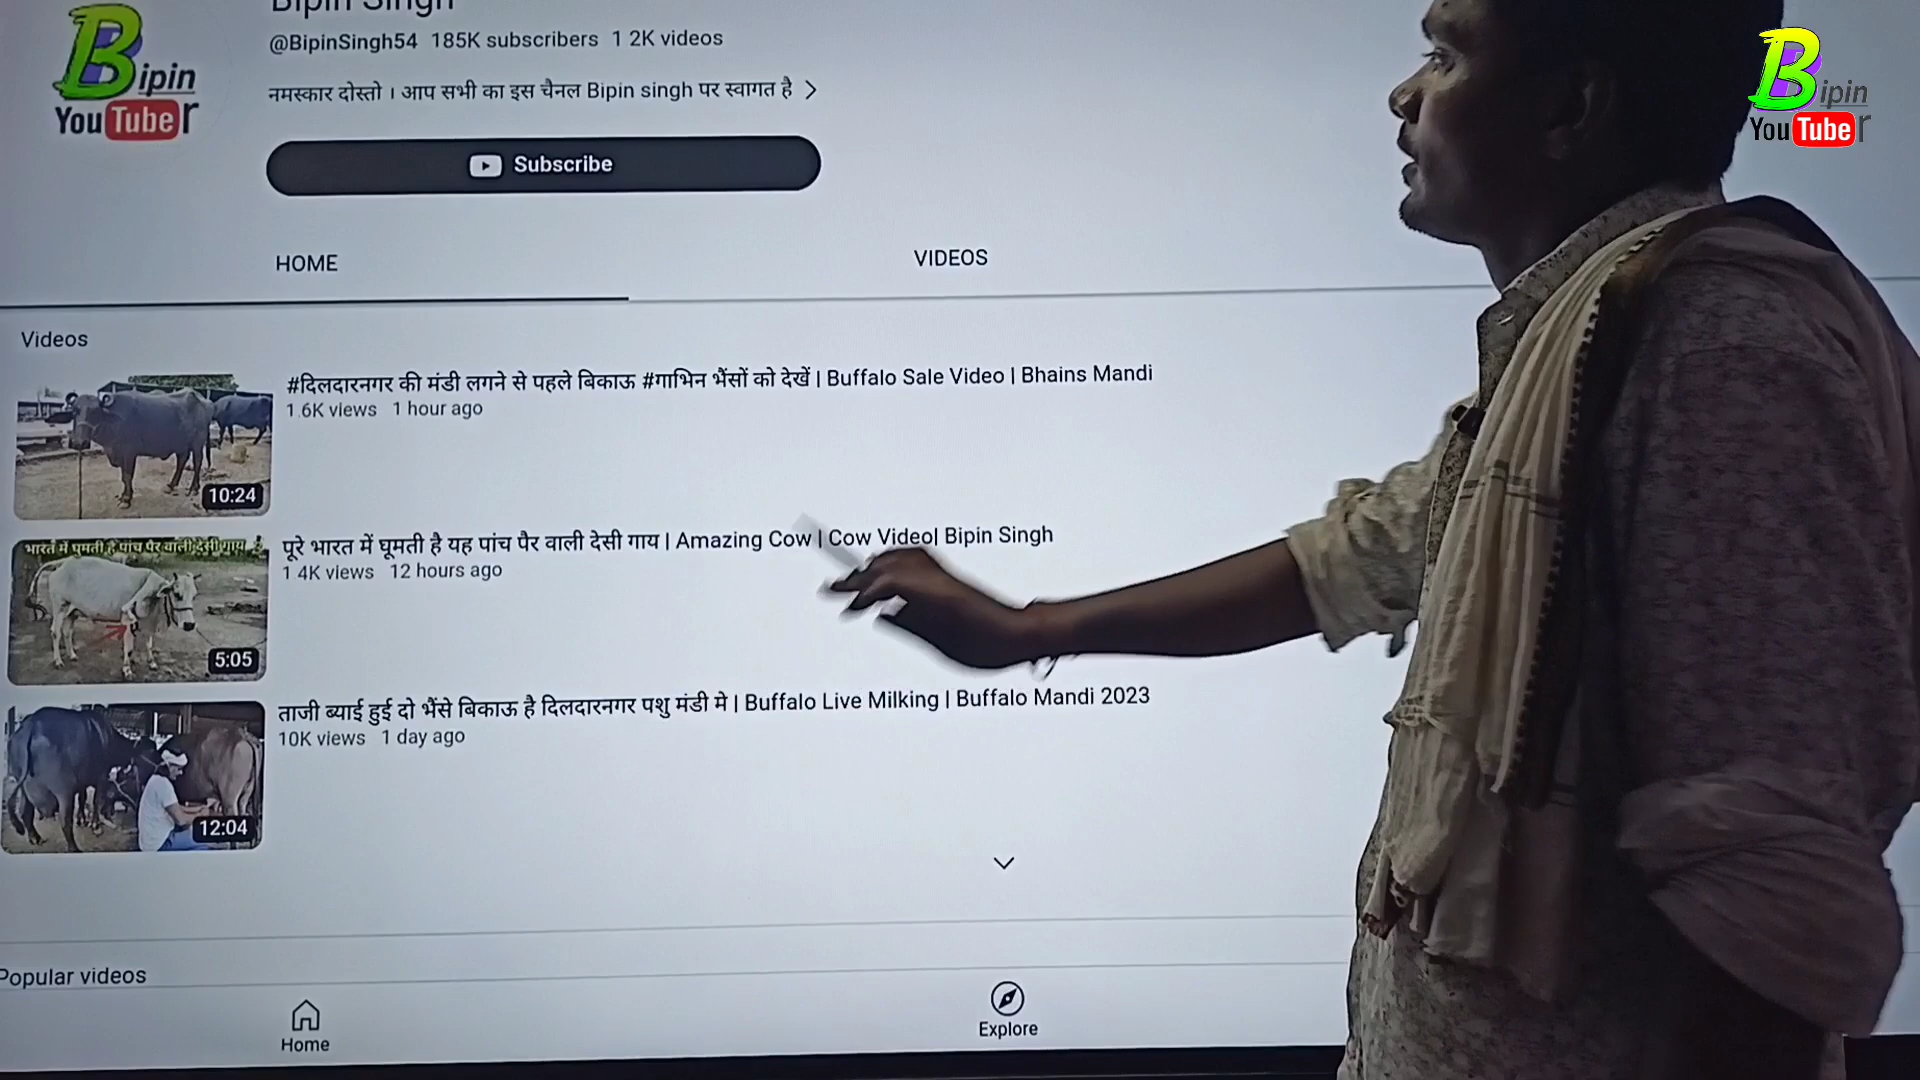 Bipin Singh
@BipinSingh54 185K subscribers 1 2K videos
नमस्कार दोस्तो । आप सभी का इस चैनल Bipin singh पर स्वागत है
Bipin
YouTuber
Subscribe
Bipin
YouTuber
HOME
VIDEOS
Videos
#दिलदारनगर की मंडी लगने से पहले बिकाऊ #गाभिन भैंसों को देखें | Buffalo Sale Video | Bhains Mandi
1.6K views 1 hour ago
10:24
पूरे भारत में घूमती है यह पांच पैर वाली देसी गाय | Amazing Cow | Cow Video| Bipin Singh
1 4K views 12 hours ago
भारत में घूमती है पांच पैर वाली देसी गाय
5:05
ताजी ब्याई हुई दो भैंसे बिकाऊ है दिलदारनगर पशु मंडी मे | Buffalo Live Milking | Buffalo Mandi 2023
10K views 1 day ago
12:04
Popular videos
Home
Explore